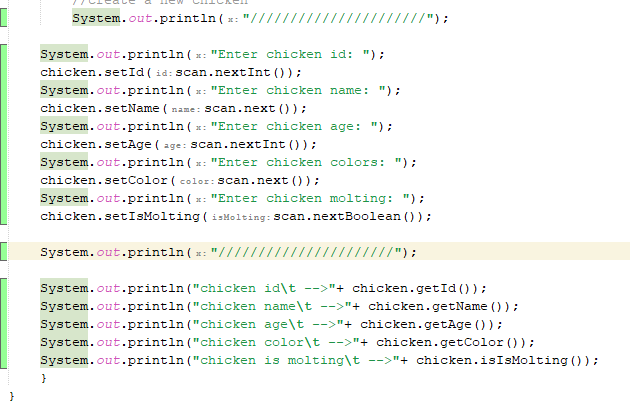 //Create a new chicken
System.out.println(x:"//////////////////////");
System.out.println(x:"Enter chicken id: ");
chicken.setId(id:scan.nextInt());
System.out.println(x:"Enter chicken name: ");
chicken.setName(name:scan.next());
System.out.println(x:"Enter chicken age: ");
chicken.setAge(age:scan.nextInt());
System.out.println(x:"Enter chicken colors: ");
chicken.setColor(color:scan.next());
System.out.println(x:"Enter chicken molting: ");
chicken.setIsMolting(isMolting:scan.nextBoolean());
System.out.println(x:"//////////////////////");
System.out.println("chicken id\t -->"+ chicken.getId());
System.out.println("chicken name\t -->"+ chicken.getName());
System.out.println("chicken age\t -->"+ chicken.getAge());
System.out.println("chicken color\t -->"+ chicken.getColor());
System.out.println("chicken is molting\t -->"+ chicken.isIsMolting());
}
}